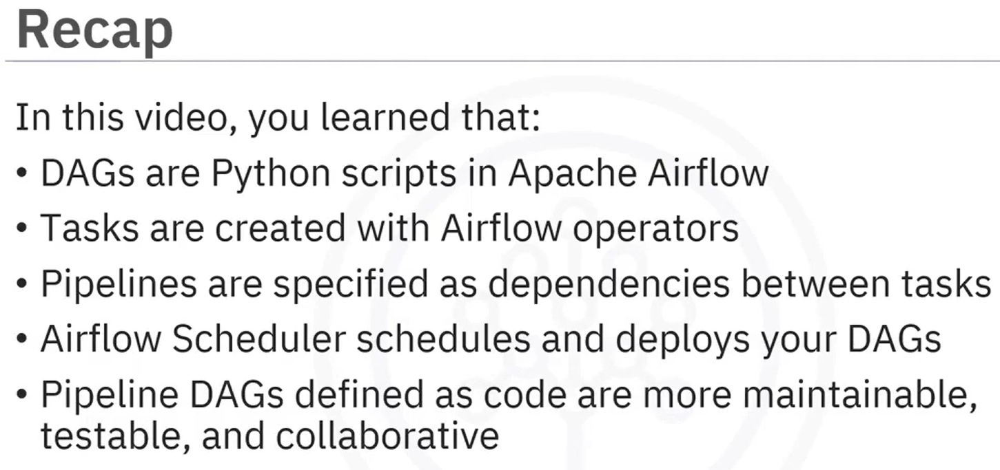 Recap
In this video, you learned that:
• DAGs are Python scripts in Apache Airflow
• Tasks are created with Airflow operators
• Pipelines are specified as dependencies between tasks
• Airflow Scheduler schedules and deploys your DAGs
• Pipeline DAGs defined as code are more maintainable,
testable, and collaborative